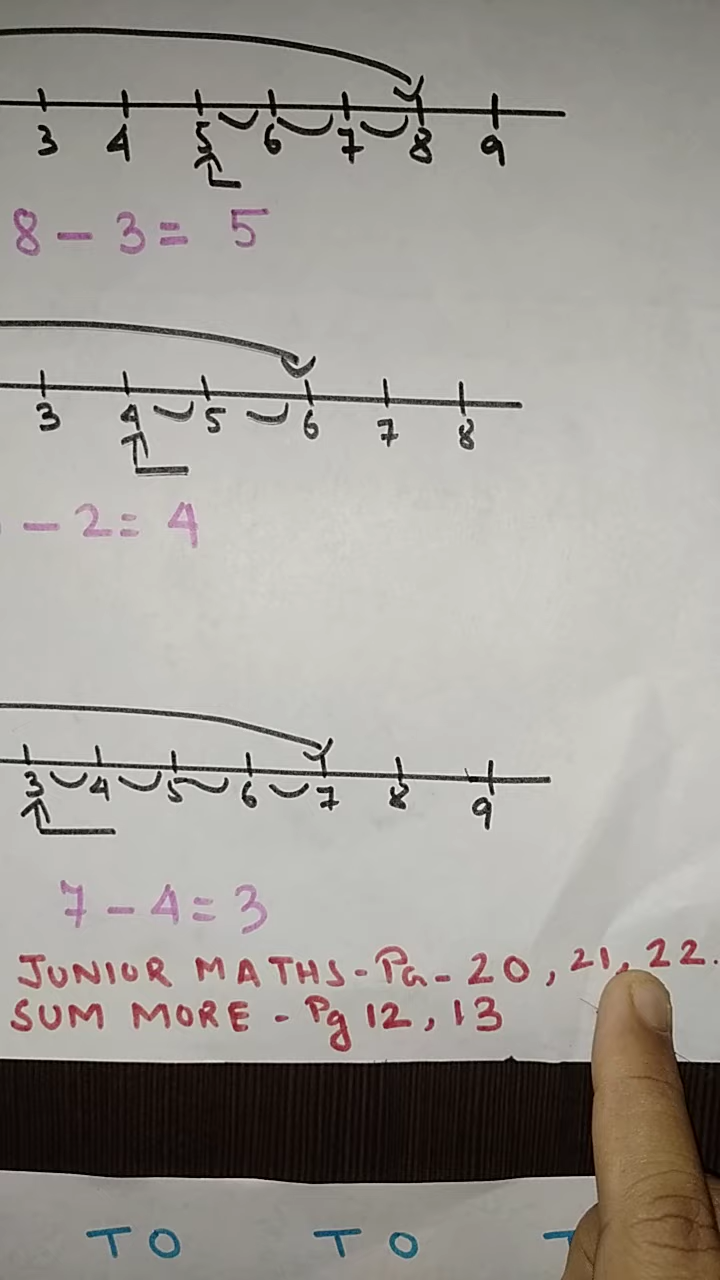 3 4 5 6 7 8 9
8 - 3 = 5
3 4 5 6 7 8
- 2 = 4
3 4 5 6 7 8 9
7 - 4 = 3
JUNIOR MATHS - Pg - 20, 21, 22.
SUM MORE - Pg 12, 13
T O T O T